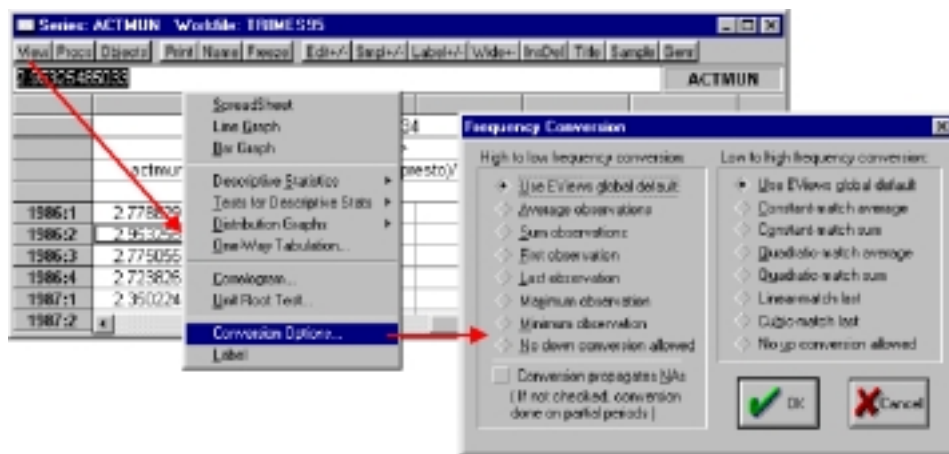 Series: ACTMUN Workfile: TRIMES95
View Procs Objects Print Name Freeze Edit+/- Smpl+/- Label+/- Wide+- InsDel Title Sample Genr
ACTMUN
SpreadSheet
Line Graph
Bar Graph
Descriptive Statistics
Tests for Descriptive Stats
Distribution Graphs
One-Way Tabulation...
Correlogram...
Unit Root Test...
Conversion Options...
Label
actmun
1986:1
1986:2
1986:3 2.775055
1986:4 2.723826
1987:1 2.350224
1987:2
Frequency Conversion
High to low frequency conversion:
Use EViews global default
Average observations
Sum observations
First observation
Last observation
Maximum observation
Minimum observation
No down conversion allowed
Conversion propagates NAs
( If not checked, conversion
done on partial periods )
Low to high frequency conversion:
Use EViews global default
Constant-match average
Constant-match sum
Quadratic-match average
Quadratic-match sum
Linear-match last
Cubic-match last
No up conversion allowed
OK
Cancel